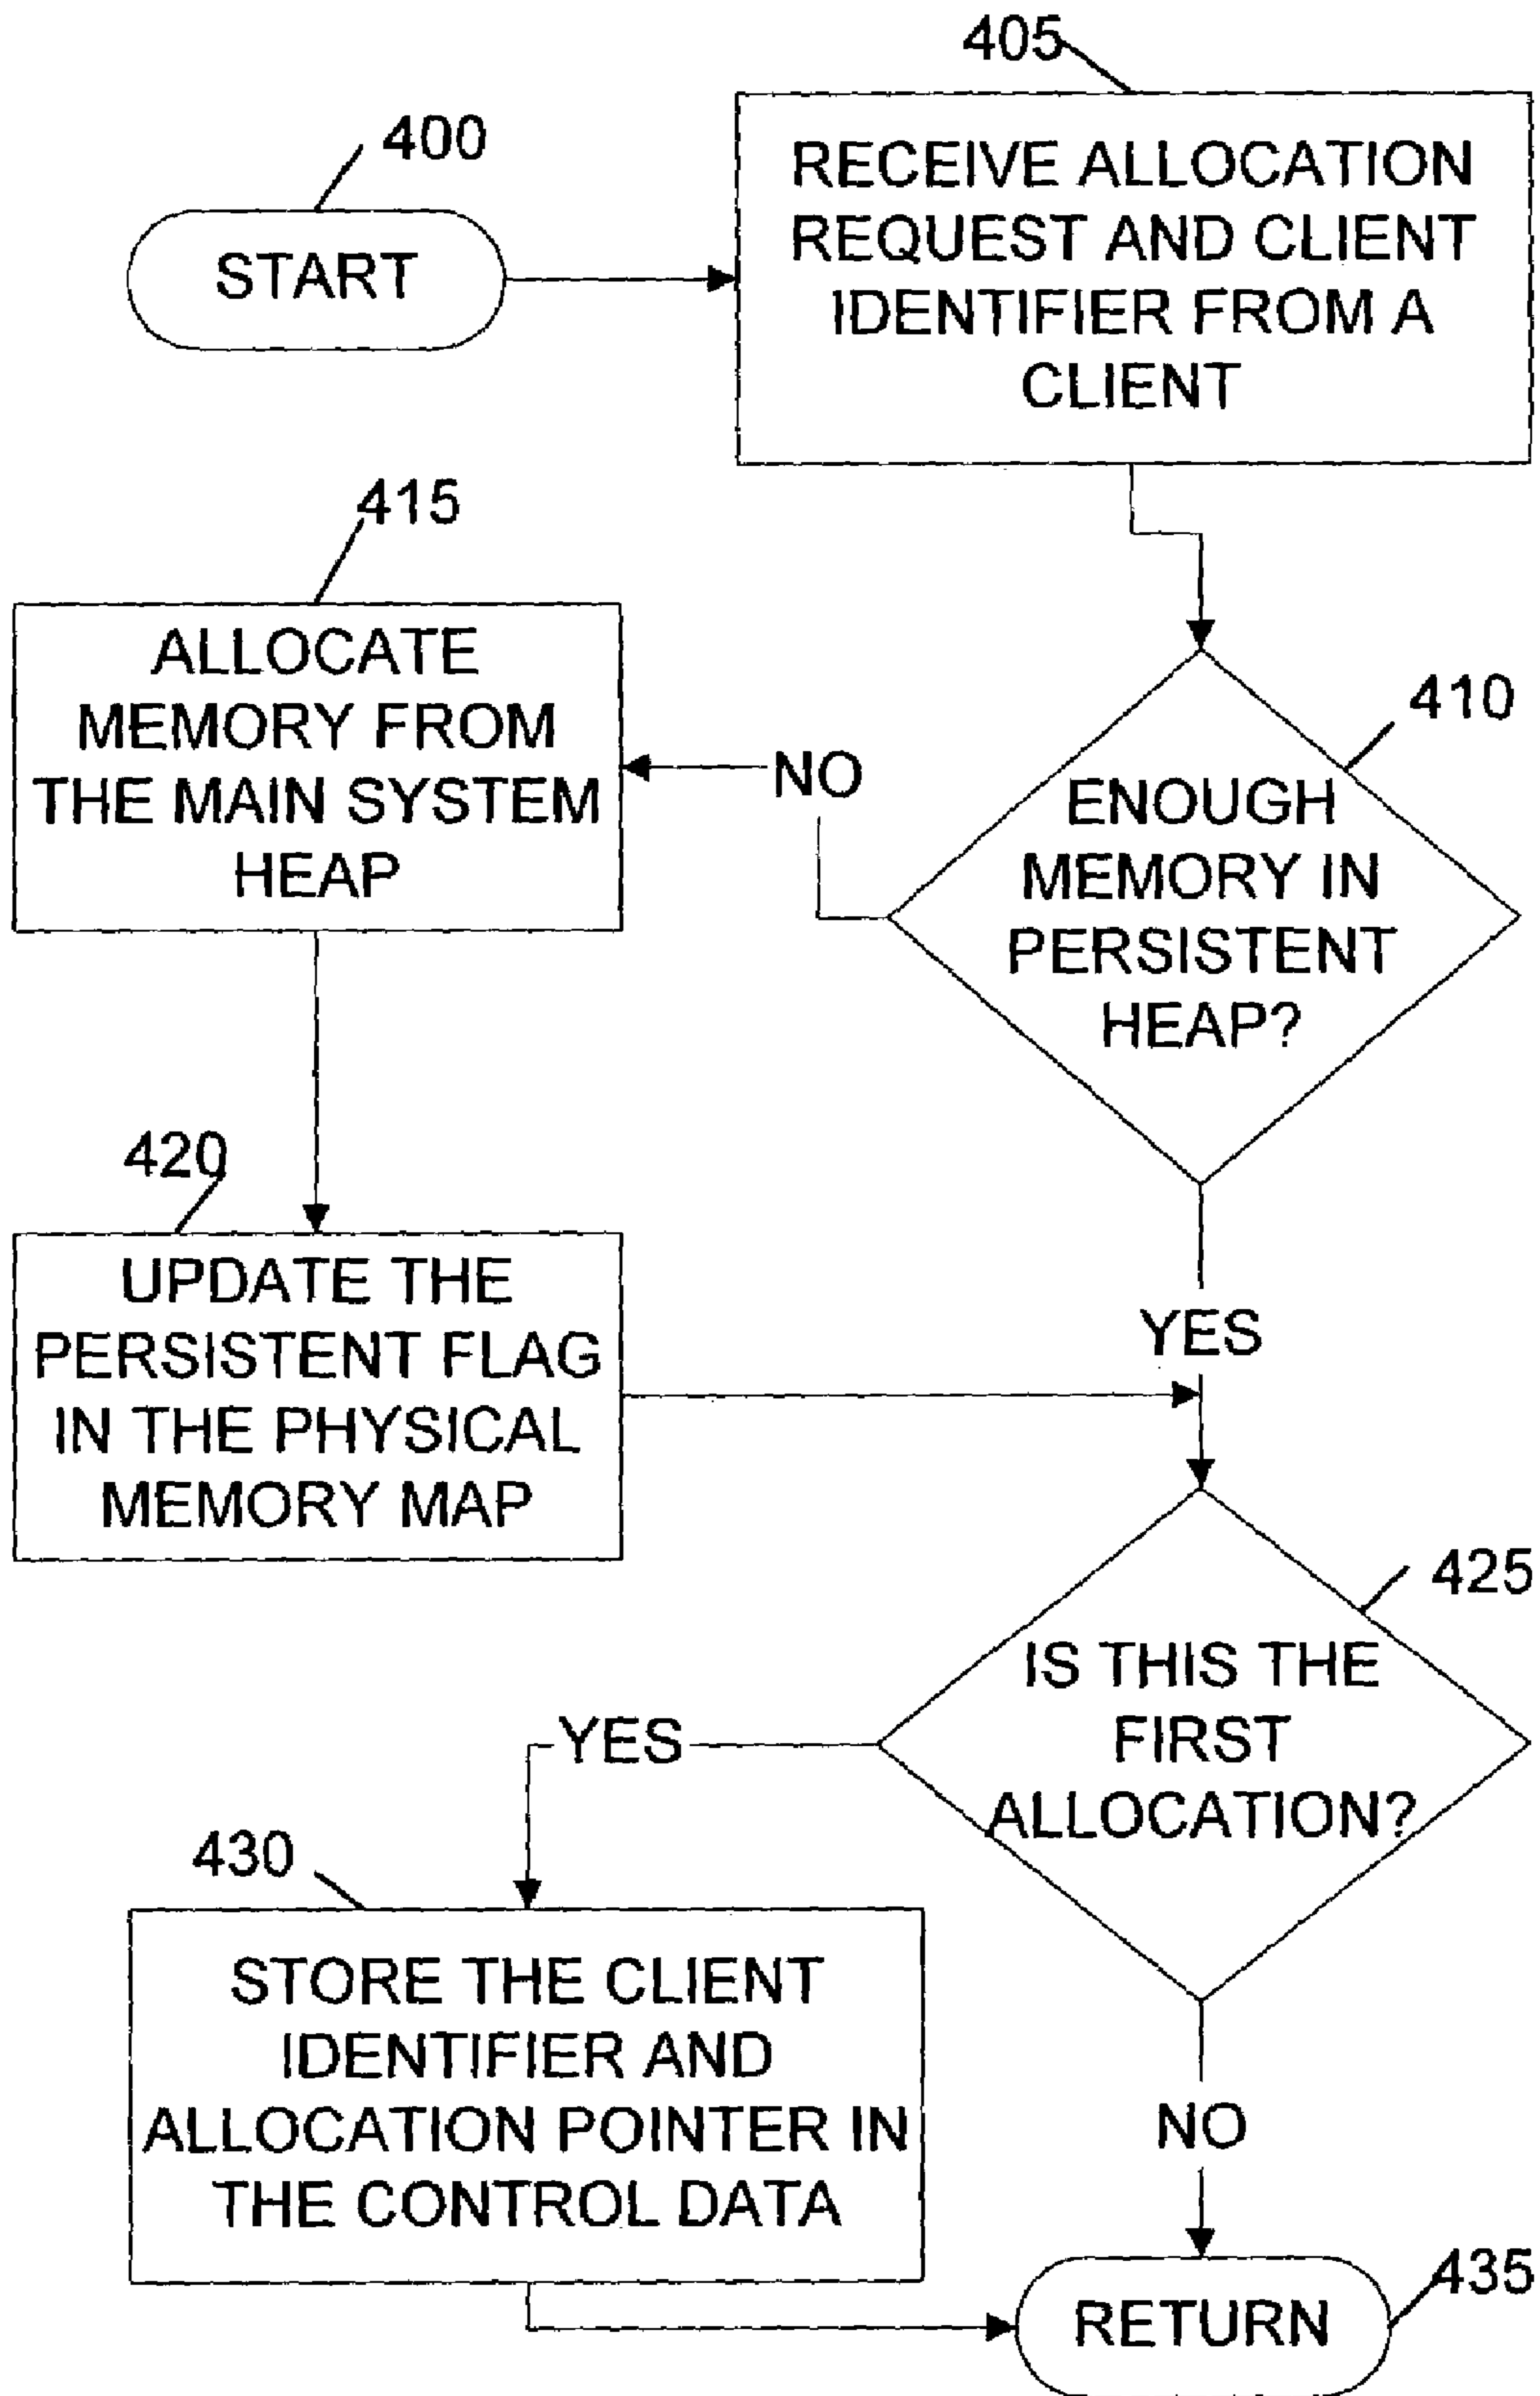 405
400
RECEIVE ALLOCATION
REQUEST AND CLIENT
IDENTIFIER FROM A
CLIENT
START
415
ALLOCATE
MEMORY FROM
THE MAIN SYSTEM
HEAP
410
NO
ENOUGH
MEMORY IN
PERSISTENT
HEAP?
420
UPDATE THE
PERSISTENT FLAG
IN THE PHYSICAL
MEMORY MAP
YES
425
IS THIS THE
FIRST
ALLOCATION?
YES
430
STORE THE CLIENT
IDENTIFIER AND
ALLOCATION POINTER IN
THE CONTROL DATA
NO
435
RETURN